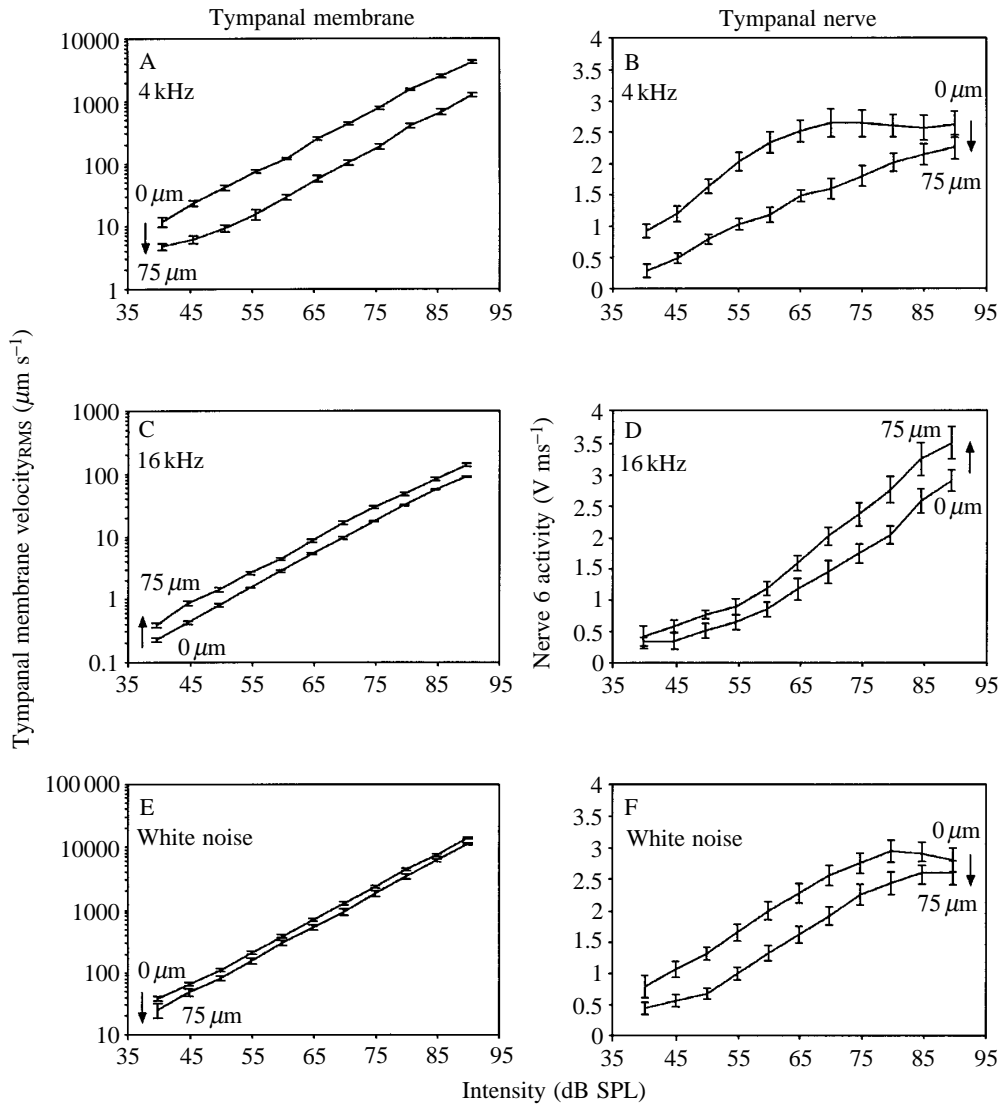 Tympanal membrane
Tympanal nerve
A
4 kHz
10000
1000
100
10
1
0 μm
75 μm
35 45 55 65 75 85 95
B
4 kHz
4
3.5
3
2.5
2
1.5
1
0.5
0
0 μm
75 μm
35 45 55 65 75 85 95
Tympanal membrane velocityRMS (μm s⁻¹)
C
16 kHz
1000
100
10
1
0.1
75 μm
0 μm
35 45 55 65 75 85 95
Nerve 6 activity (V ms⁻¹)
D
16 kHz
4
3.5
3
2.5
2
1.5
1
0.5
0
75 μm
0 μm
35 45 55 65 75 85 95
E
White noise
100 000
10000
1000
100
10
0 μm
75 μm
35 45 55 65 75 85 95
F
White noise
4
3.5
3
2.5
2
1.5
1
0.5
0
0 μm
75 μm
35 45 55 65 75 85 95
Intensity (dB SPL)